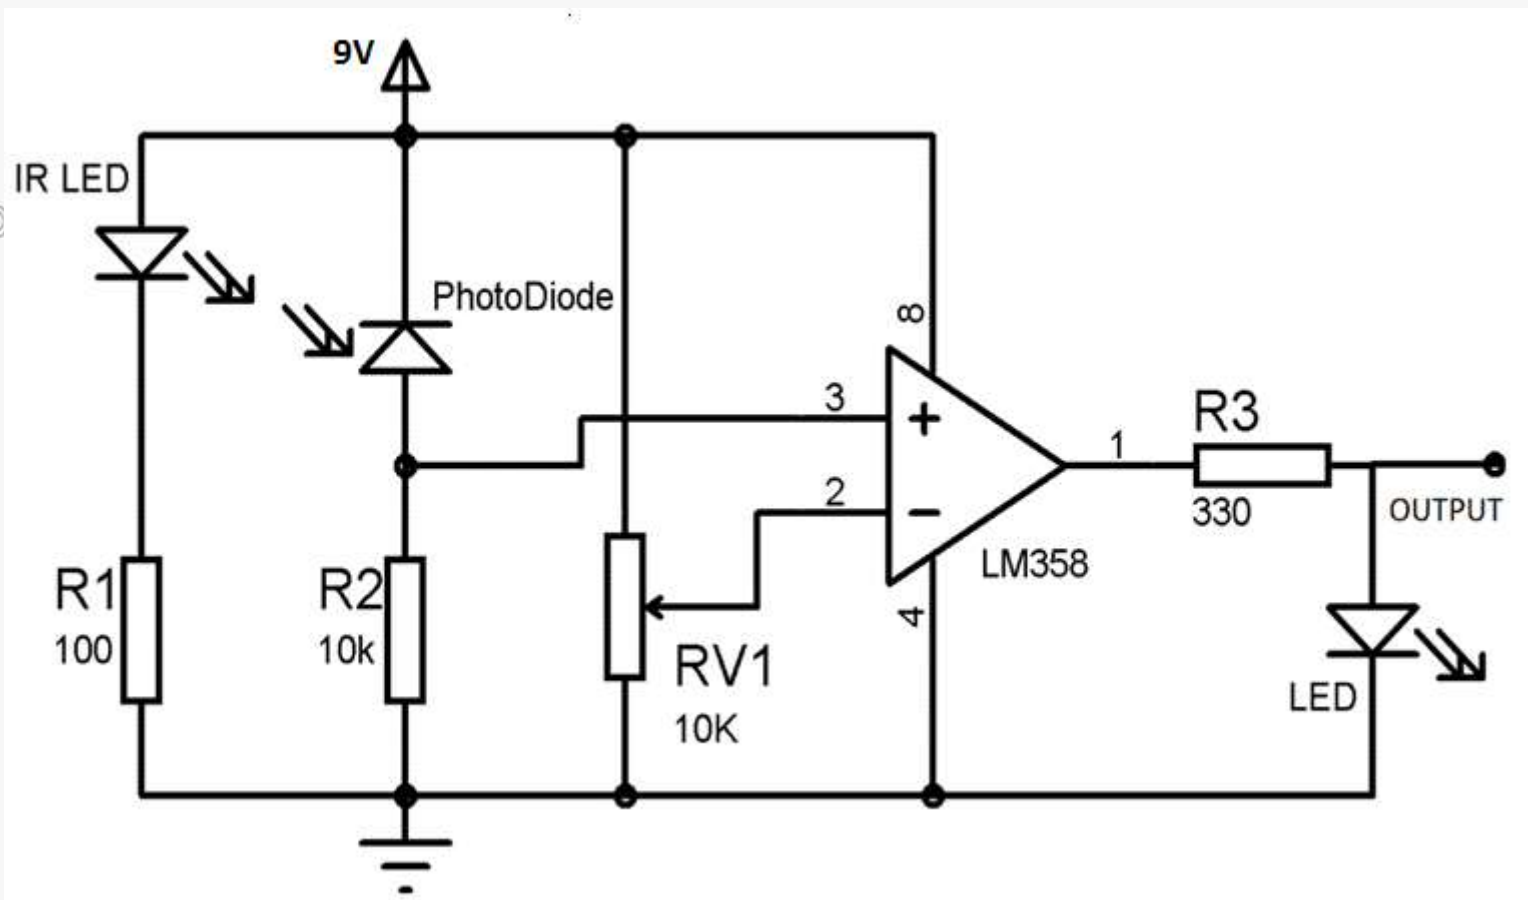 9V
IR LED
PhotoDiode
8
3
+
2
−
1
R3
330
OUTPUT
LM358
4
R1
100
R2
10k
RV1
10K
LED